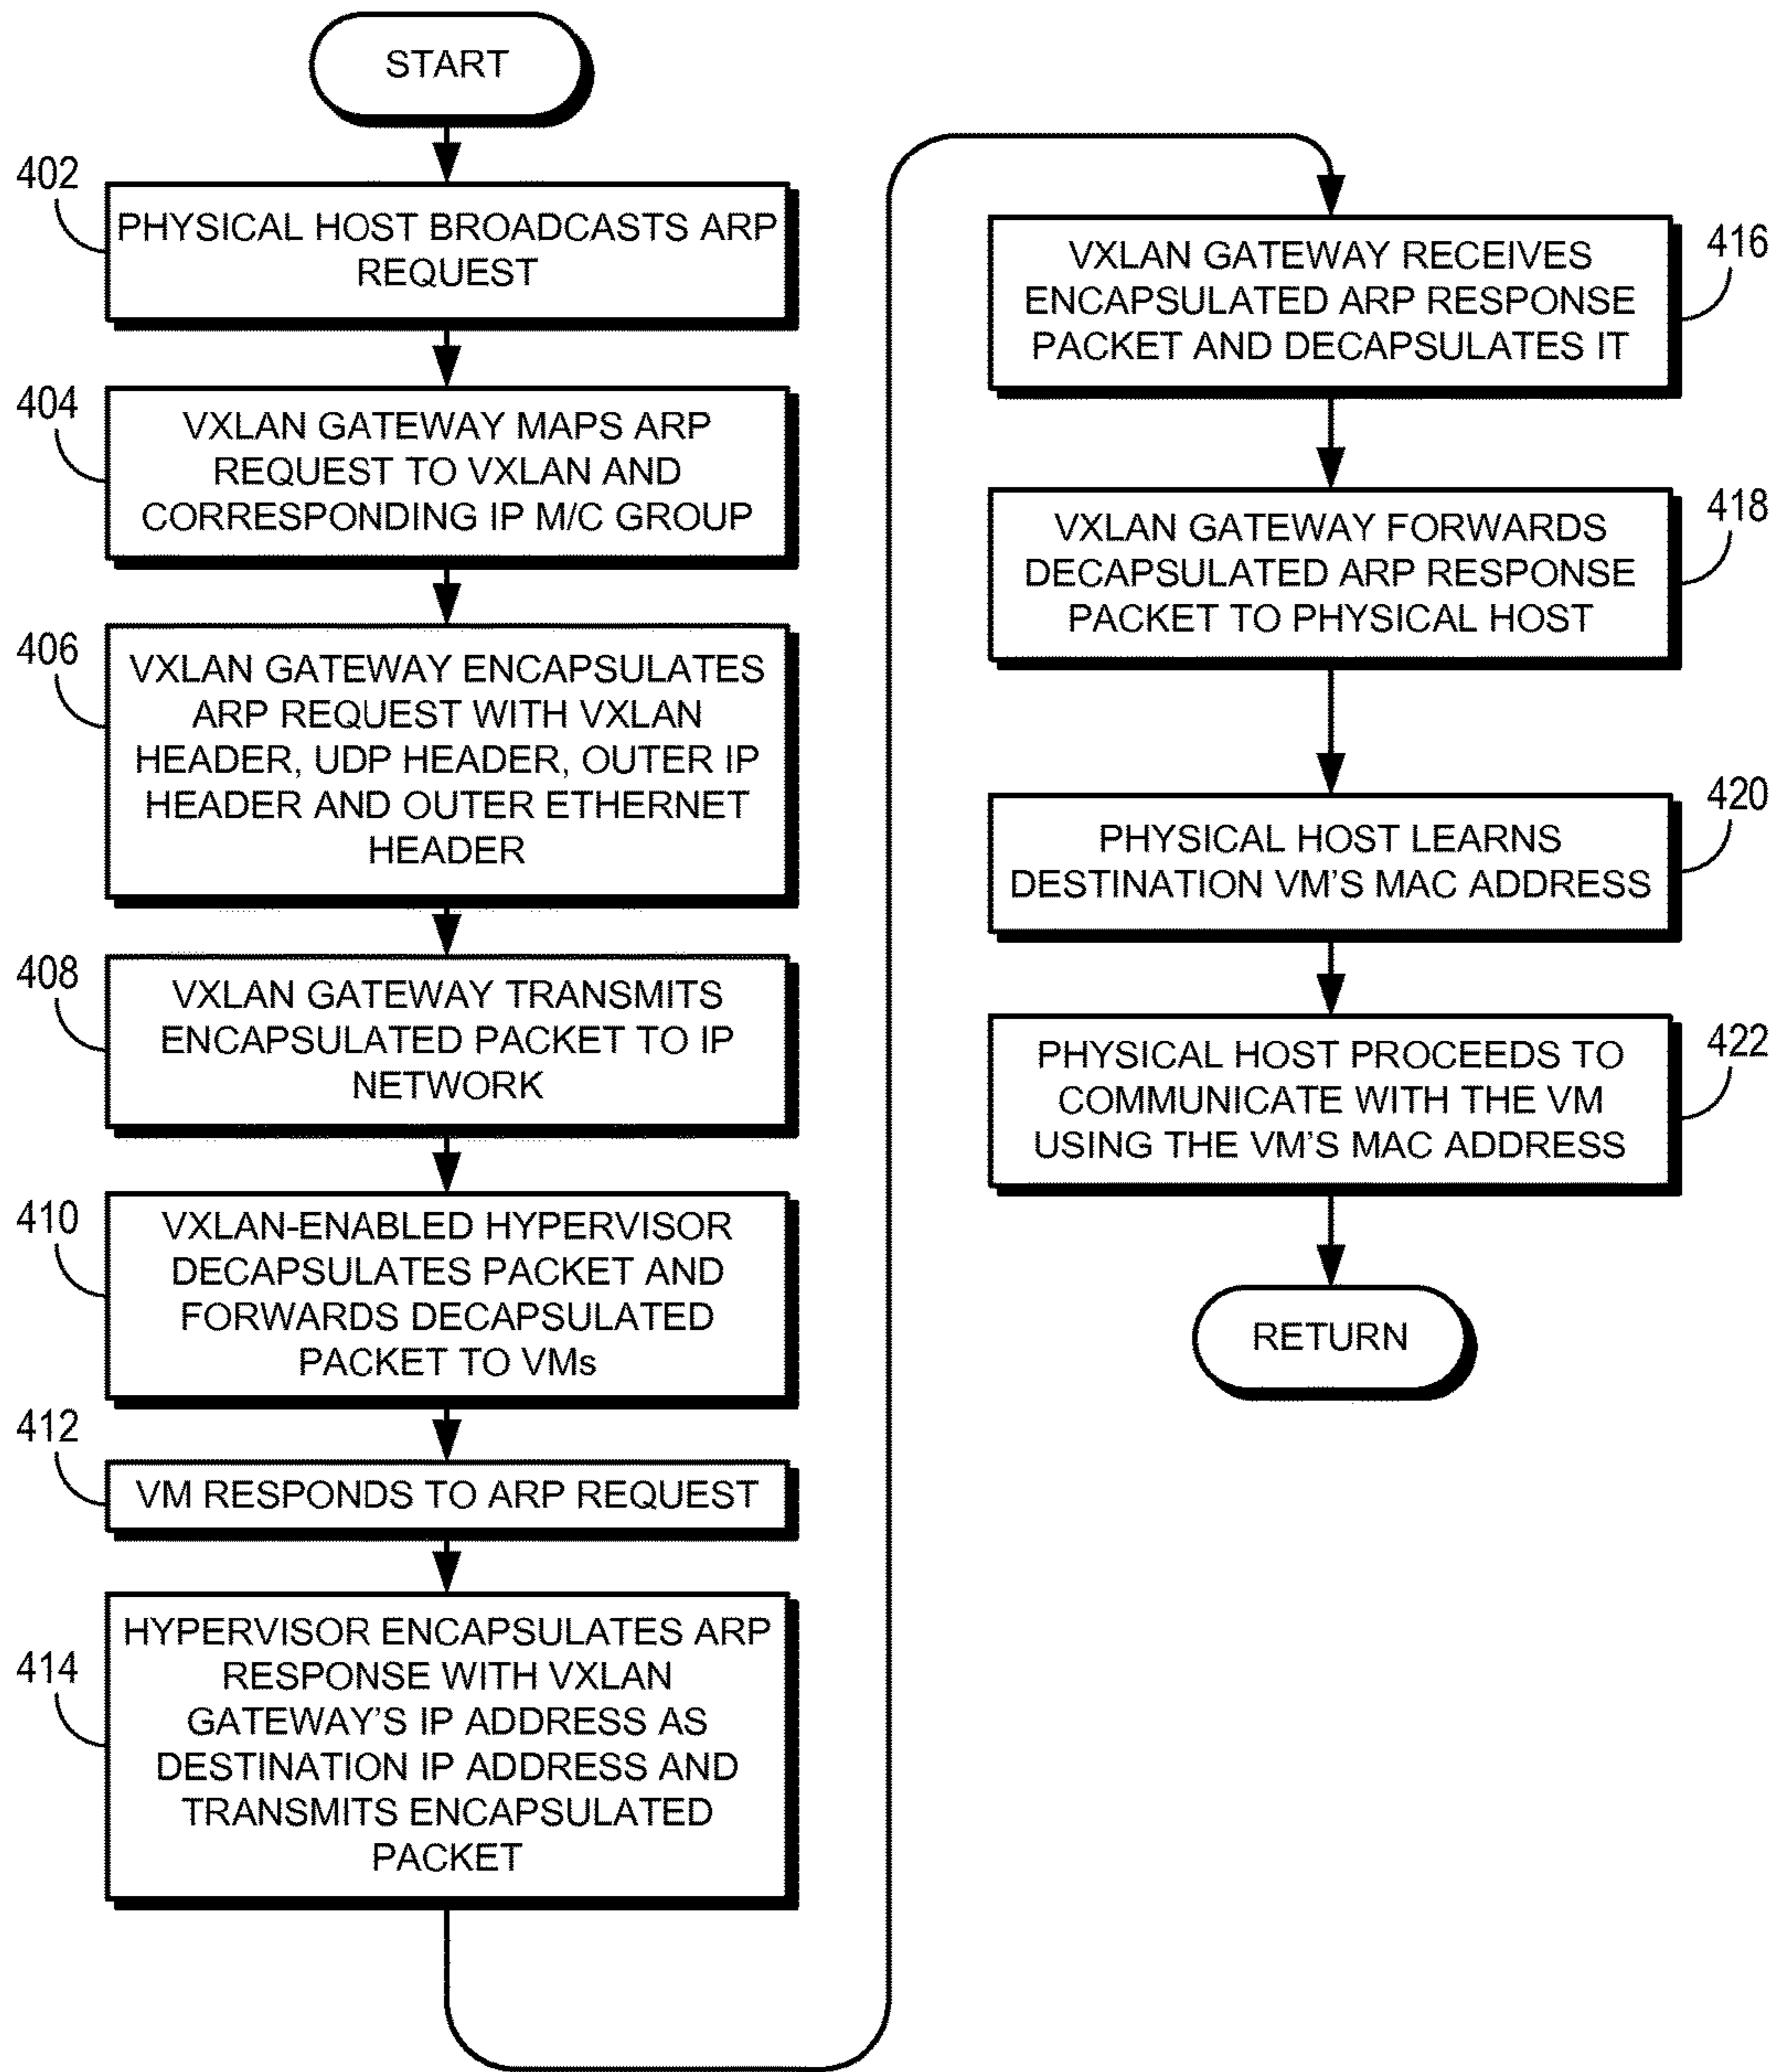 START
402
PHYSICAL HOST BROADCASTS ARP
REQUEST
404
VXLAN GATEWAY MAPS ARP
REQUEST TO VXLAN AND
CORRESPONDING IP M/C GROUP
406
VXLAN GATEWAY ENCAPSULATES
ARP REQUEST WITH VXLAN
HEADER, UDP HEADER, OUTER IP
HEADER AND OUTER ETHERNET
HEADER
408
VXLAN GATEWAY TRANSMITS
ENCAPSULATED PACKET TO IP
NETWORK
410
VXLAN-ENABLED HYPERVISOR
DECAPSULATES PACKET AND
FORWARDS DECAPSULATED
PACKET TO VMs
412
VM RESPONDS TO ARP REQUEST
414
HYPERVISOR ENCAPSULATES ARP
RESPONSE WITH VXLAN
GATEWAY'S IP ADDRESS AS
DESTINATION IP ADDRESS AND
TRANSMITS ENCAPSULATED
PACKET
416
VXLAN GATEWAY RECEIVES
ENCAPSULATED ARP RESPONSE
PACKET AND DECAPSULATES IT
418
VXLAN GATEWAY FORWARDS
DECAPSULATED ARP RESPONSE
PACKET TO PHYSICAL HOST
420
PHYSICAL HOST LEARNS
DESTINATION VM'S MAC ADDRESS
422
PHYSICAL HOST PROCEEDS TO
COMMUNICATE WITH THE VM
USING THE VM'S MAC ADDRESS
RETURN